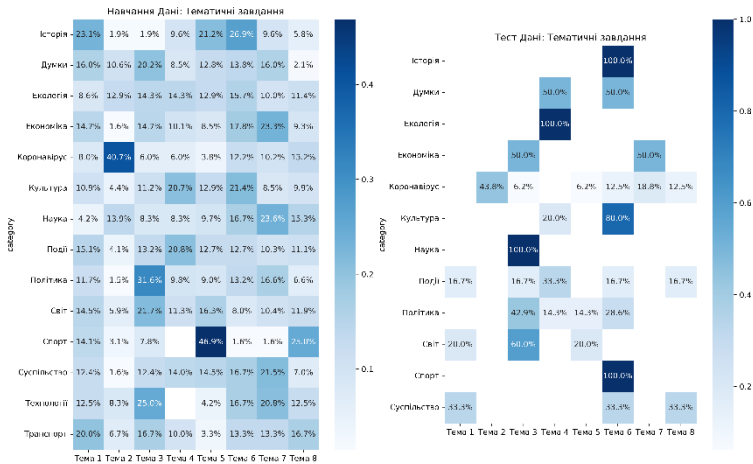 Навчання Дані: Тематичні завдання
Історія 23.1% 1.9% 1.9% 9.6% 21.2% 26.9% 9.6% 5.8%
Думки 16.0% 10.6% 20.2% 8.5% 12.8% 13.8% 16.0% 2.1%
Екологія 8.6% 12.9% 14.3% 14.3% 12.9% 15.7% 10.0% 11.4%
Економіка 14.7% 1.6% 14.7% 10.1% 8.5% 17.8% 23.3% 9.3%
Коронавірус 8.0% 40.7% 6.0% 6.0% 3.8% 12.2% 10.2% 13.2%
Культура 10.9% 4.4% 11.2% 20.7% 12.9% 21.4% 8.5% 9.9%
Наука 4.2% 13.9% 8.3% 8.3% 9.7% 16.7% 23.6% 15.3%
Події 15.1% 4.1% 13.2% 20.8% 12.7% 12.7% 10.3% 11.1%
Політика 11.7% 1.5% 31.6% 9.8% 9.0% 13.2% 16.6% 6.6%
Світ 14.5% 5.9% 21.7% 11.3% 16.3% 8.0% 10.4% 11.9%
Спорт 14.1% 3.1% 7.8% 46.9% 1.6% 1.6% 25.0%
Суспільство 12.4% 1.6% 12.4% 14.0% 14.5% 16.7% 21.5% 7.0%
Технології 12.5% 8.3% 25.0% 4.2% 16.7% 20.8% 12.5%
Транспорт 20.0% 6.7% 16.7% 10.0% 3.3% 13.3% 13.3% 16.7%
Тема 1 Тема 2 Тема 3 Тема 4 Тема 5 Тема 6 Тема 7 Тема 8
category
0.4
0.3
0.2
0.1
Тест Дані: Тематичні завдання
Історія 100.0%
Думки 50.0% 50.0%
Екологія 100.0%
Економіка 50.0% 50.0%
Коронавірус 43.8% 6.2% 6.2% 12.5% 18.8% 12.5%
Культура 20.0% 80.0%
Наука 100.0%
Події 16.7% 16.7% 33.3% 16.7% 16.7%
Політика 42.9% 14.3% 14.3% 28.6%
Світ 20.0% 60.0% 20.0%
Спорт 100.0%
Суспільство 33.3% 33.3% 33.3%
Тема 1 Тема 2 Тема 3 Тема 4 Тема 5 Тема 6 Тема 7 Тема 8
category
1.0
0.8
0.6
0.4
0.2